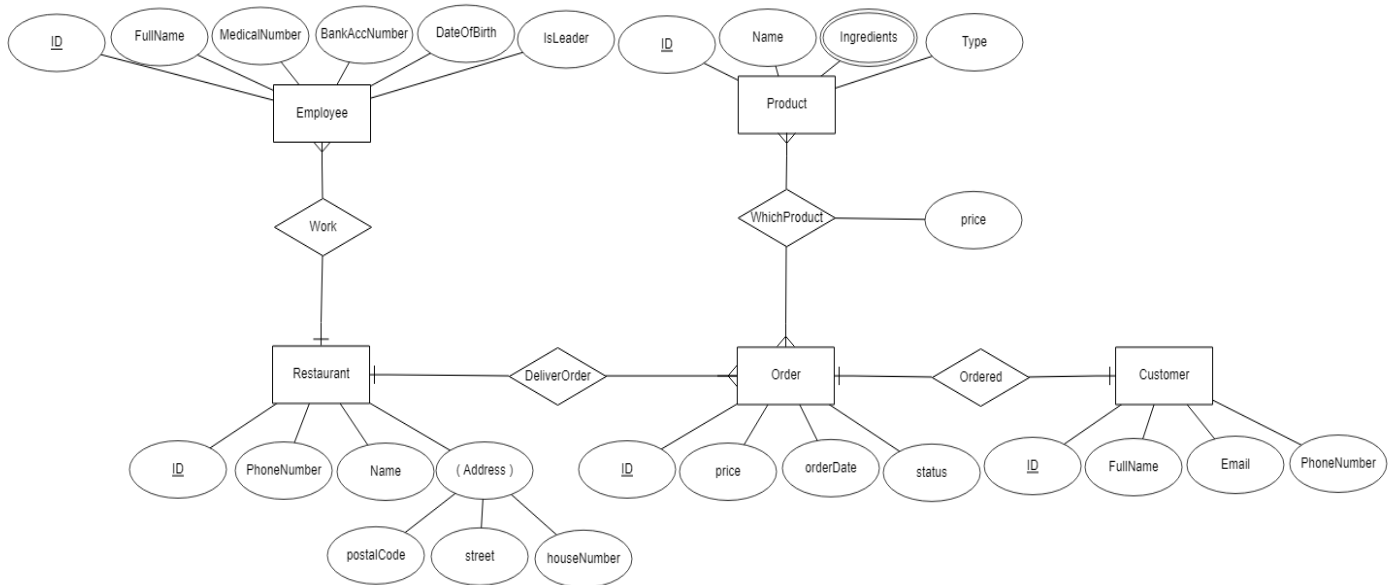 ID
FullName
MedicalNumber
BankAccNumber
DateOfBirth
IsLeader
Employee
Work
ID
Name
Ingredients
Type
Product
WhichProduct
price
Restaurant
DeliverOrder
Order
Ordered
Customer
ID
PhoneNumber
Name
( Address )
postalCode
street
houseNumber
ID
price
orderDate
status
ID
FullName
Email
PhoneNumber